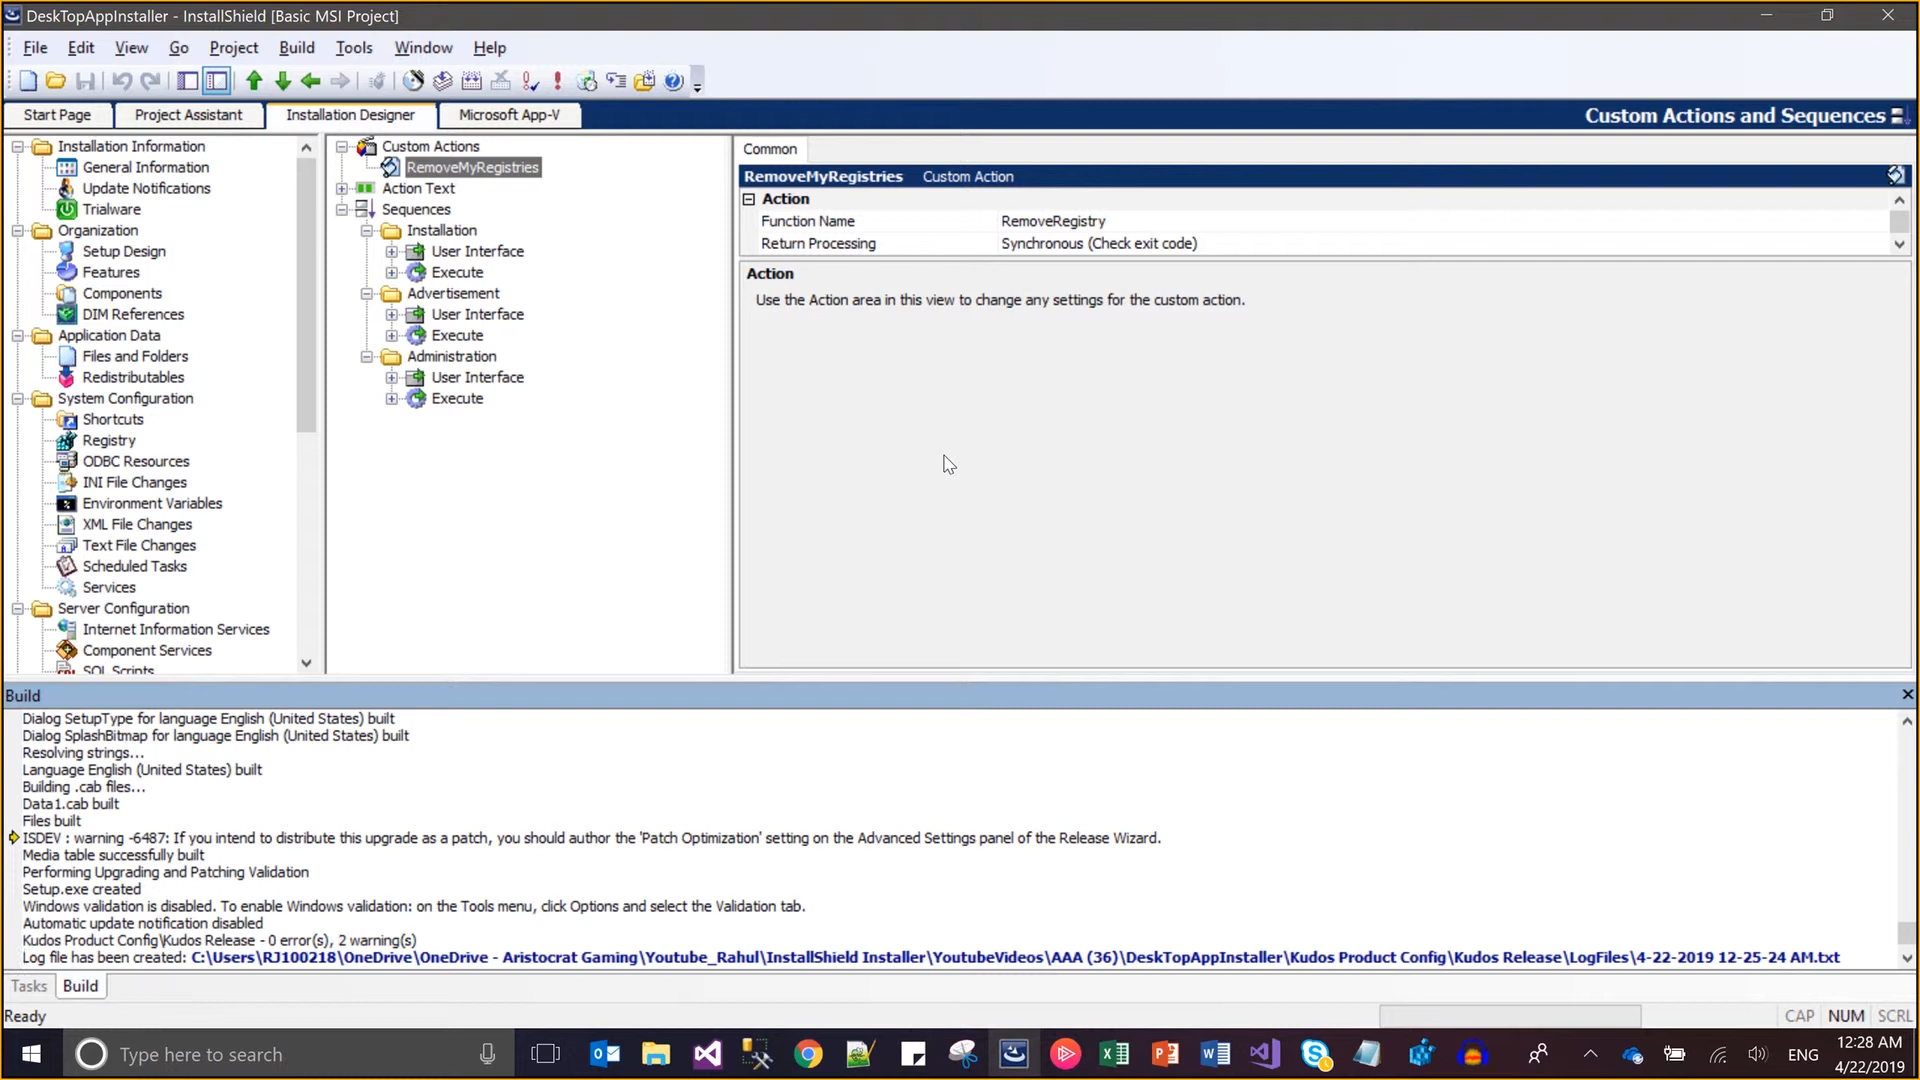 DeskTopAppInstaller - InstallShield [Basic MSI Project]
File Edit View Go Project Build Tools Window Help
Start Page Project Assistant Installation Designer Microsoft App-V Custom Actions and Sequences
Installation Information
General Information
Update Notifications
Trialware
Organization
Setup Design
Features
Components
DIM References
Application Data
Files and Folders
Redistributables
System Configuration
Shortcuts
Registry
ODBC Resources
INI File Changes
Environment Variables
XML File Changes
Text File Changes
Scheduled Tasks
Services
Server Configuration
Internet Information Services
Component Services
SQL Scripts
Custom Actions
RemoveMyRegistries
Action Text
Sequences
Installation
User Interface
Execute
Advertisement
User Interface
Execute
Administration
User Interface
Execute
Common
RemoveMyRegistries Custom Action
Action
Function Name RemoveRegistry
Return Processing Synchronous (Check exit code)
Action
Use the Action area in this view to change any settings for the custom action.
Build
Dialog SetupType for language English (United States) built
Dialog SplashBitmap for language English (United States) built
Resolving strings...
Language English (United States) built
Building .cab files...
Data1.cab built
Files built
ISDEV : warning -6487: If you intend to distribute this upgrade as a patch, you should author the 'Patch Optimization' setting on the Advanced Settings panel of the Release Wizard.
Media table successfully built
Performing Upgrading and Patching Validation
Setup.exe created
Windows validation is disabled. To enable Windows validation: on the Tools menu, click Options and select the Validation tab.
Automatic update notification disabled
Kudos Product Config\Kudos Release - 0 error(s), 2 warning(s)
Log file has been created: C:\Users\RJ100218\OneDrive\OneDrive - Aristocrat Gaming\Youtube_Rahul\InstallShield Installer\YoutubeVideos\AAA (36)\DeskTopAppInstaller\Kudos Product Config\Kudos Release\LogFiles\4-22-2019 12-25-24 AM.txt
Tasks Build
Ready CAP NUM SCRL
Type here to search
ENG
12:28 AM
4/22/2019